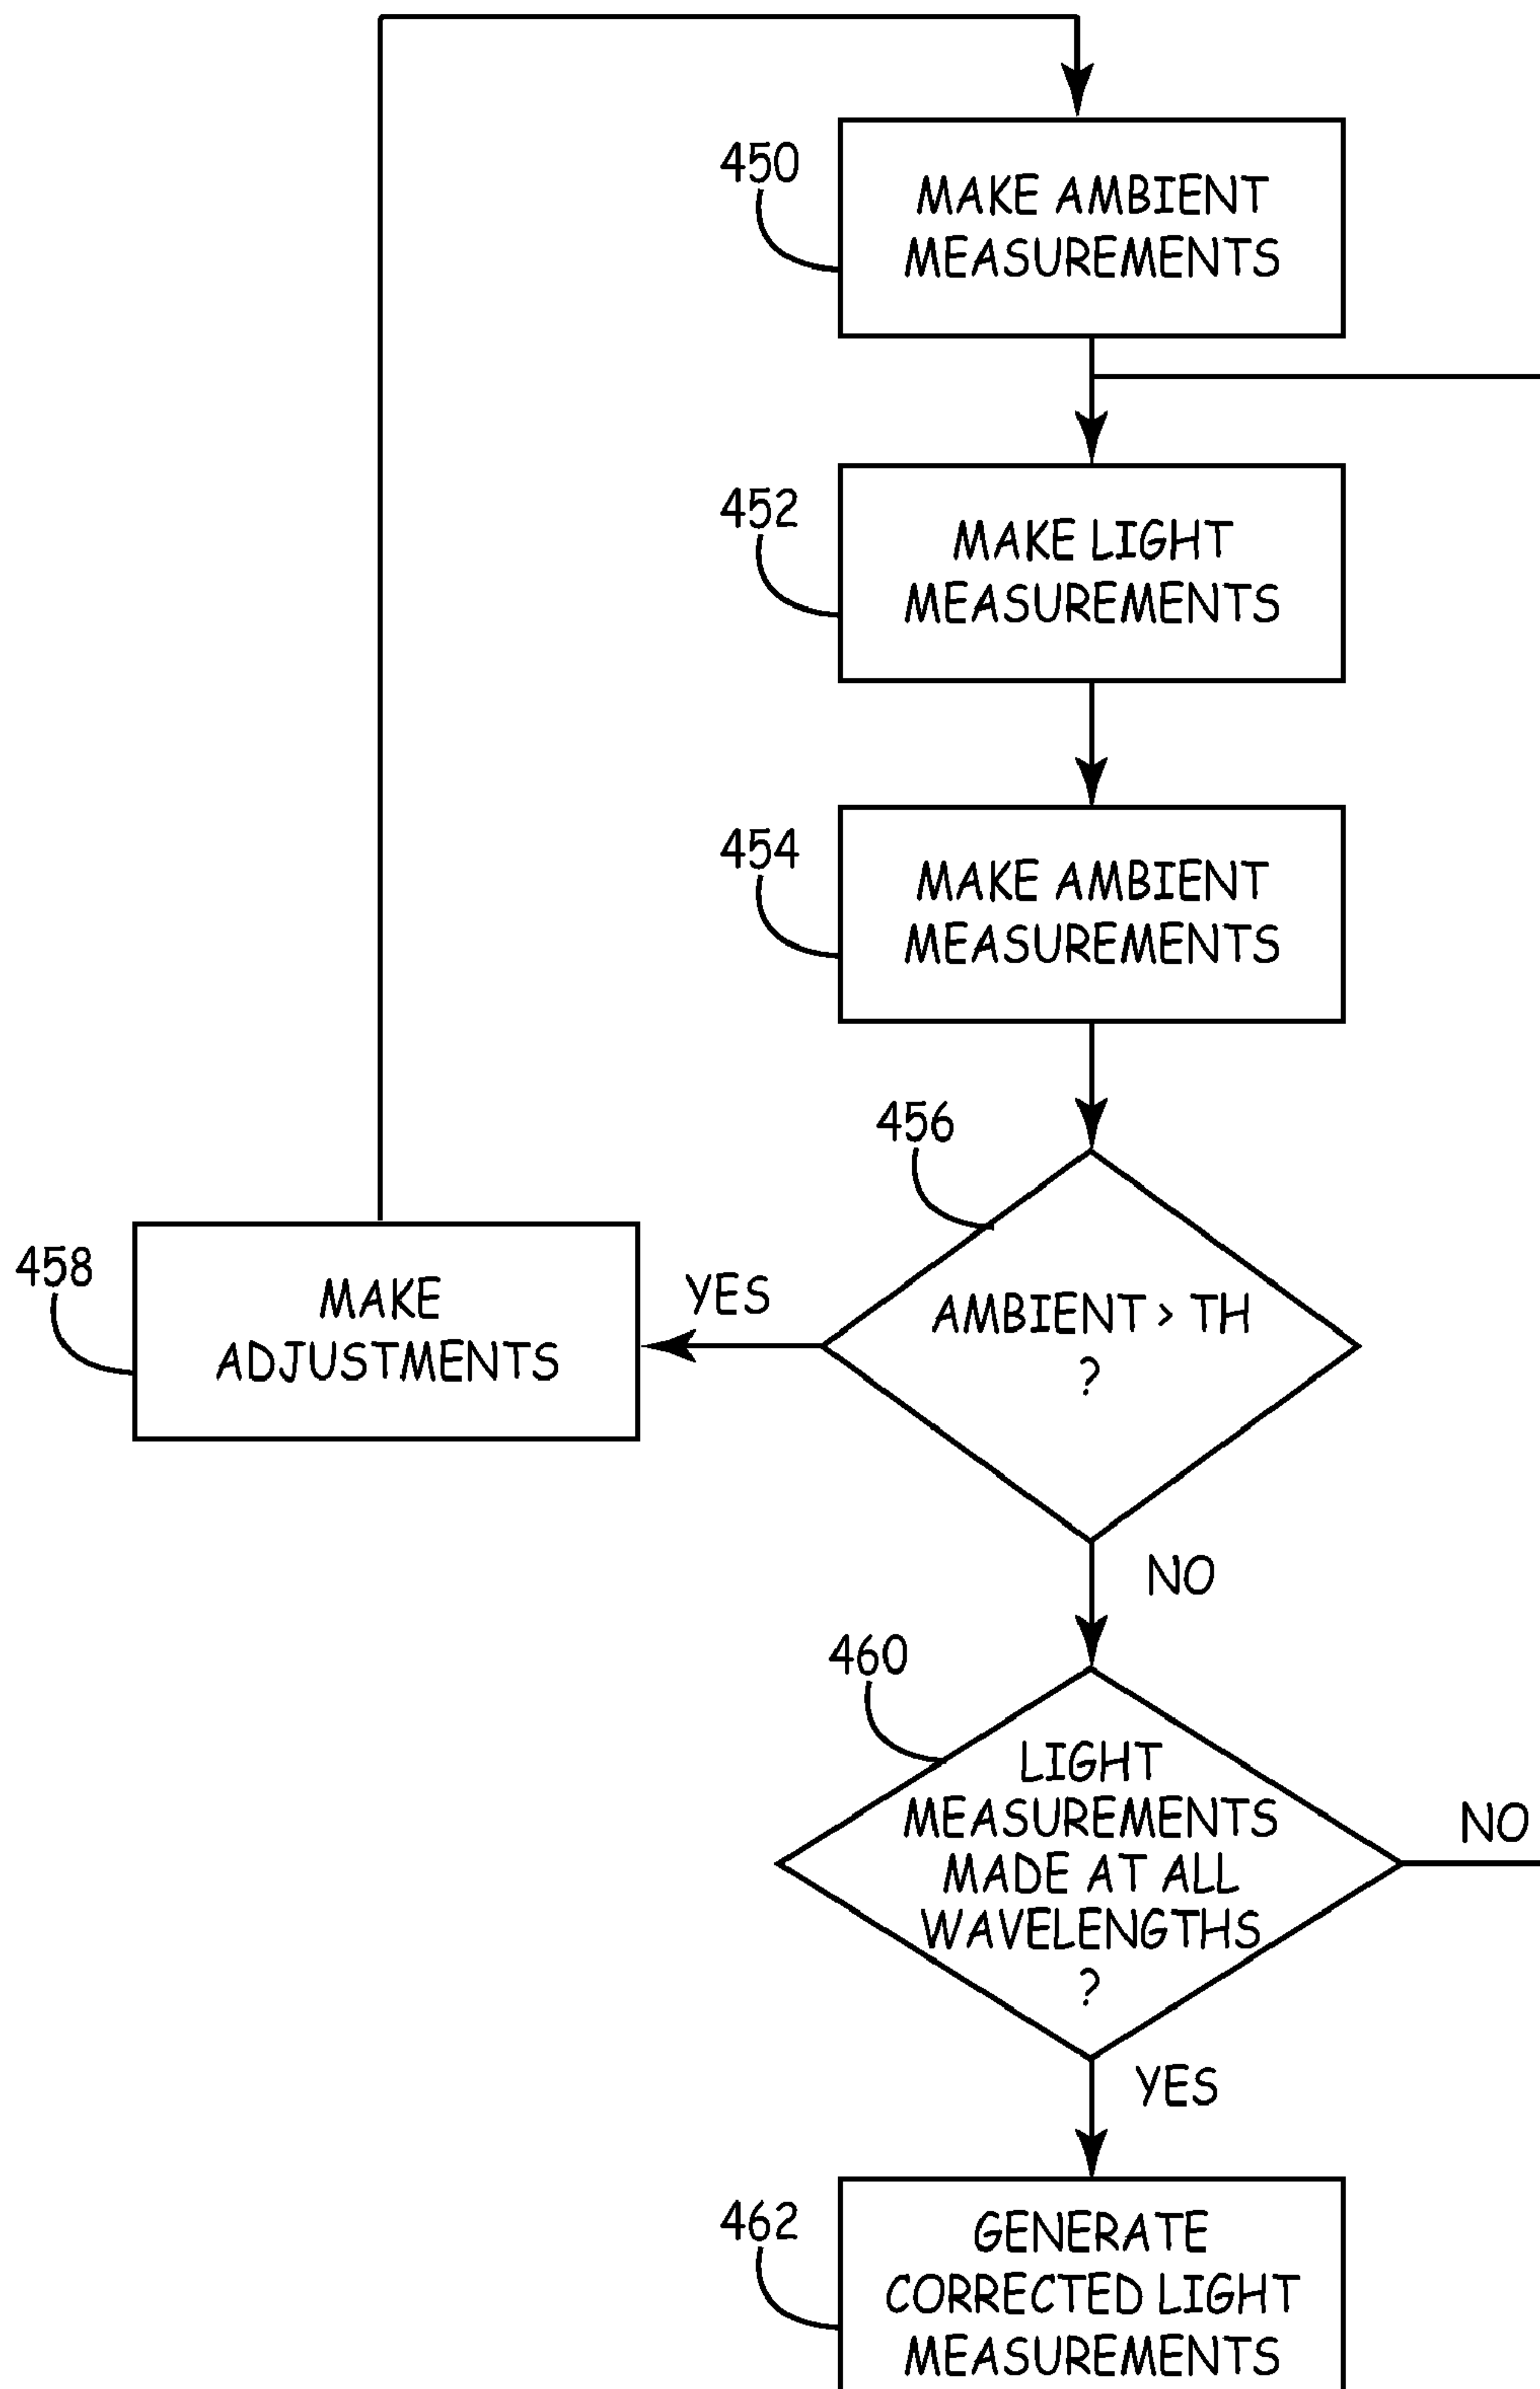 450
MAKE AMBIENT
MEASUREMENTS
452
MAKE LIGHT
MEASUREMENTS
454
MAKE AMBIENT
MEASUREMENTS
456
AMBIENT > TH
?
YES
458
MAKE
ADJUSTMENTS
NO
460
LIGHT
MEASUREMENTS
MADE AT ALL
WAVELENGTHS
?
NO
YES
462
GENERATE
CORRECTED LIGHT
MEASUREMENTS